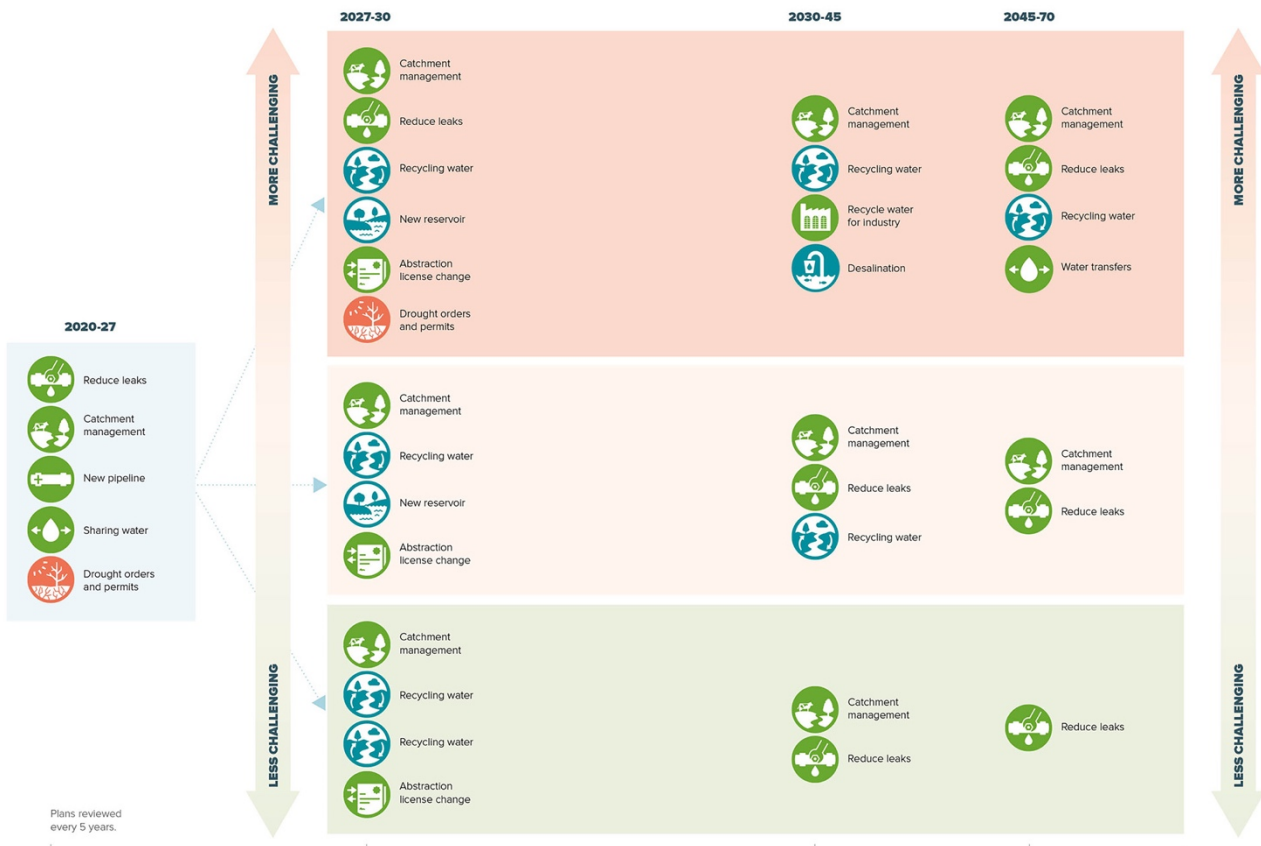 2027-30
2030-45
2045-70
MORE CHALLENGING
Catchment
management
Reduce leaks
Recycling water
New reservoir
Abstraction
license change
Drought orders
and permits
Catchment
management
Recycling water
Recycle water
for industry
Desalination
Catchment
management
Reduce leaks
Recycling water
Water transfers
MORE CHALLENGING
2020-27
Reduce leaks
Catchment
management
New pipeline
Sharing water
Drought orders
and permits
Catchment
management
Recycling water
New reservoir
Abstraction
license change
Catchment
management
Reduce leaks
Recycling water
Catchment
management
Reduce leaks
LESS CHALLENGING
Catchment
management
Recycling water
Recycling water
Abstraction
license change
Catchment
management
Reduce leaks
Reduce leaks
LESS CHALLENGING
Plans reviewed
every 5 years.